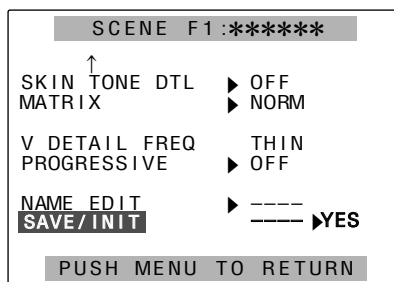 SCENE F1:******
↑
SKIN TONE DTL ▶ OFF
MATRIX ▶ NORM
V DETAIL FREQ THIN
PROGRESSIVE ▶ OFF
NAME EDIT ▶ ----
SAVE/INIT ---- ▶YES
PUSH MENU TO RETURN